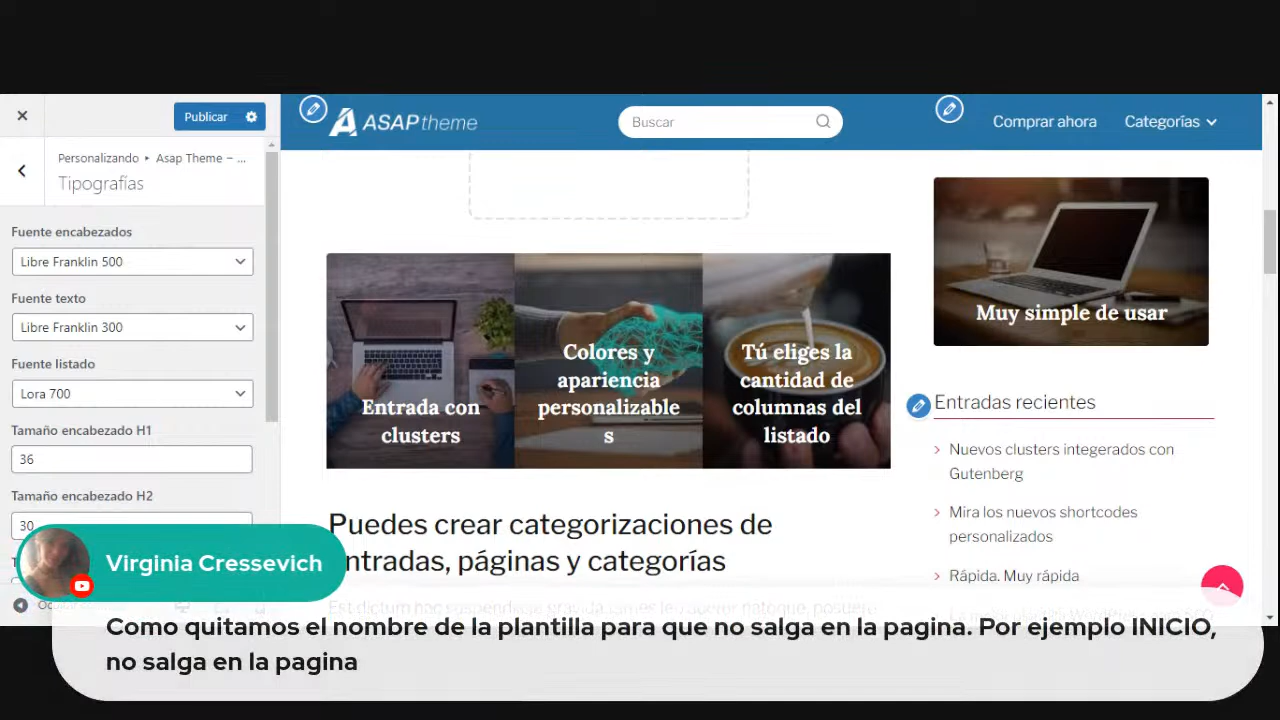 Publicar
ASAP theme
Buscar
Comprar ahora
Categorías
Personalizando ▸ Asap Theme – ...
Tipografías
Fuente encabezados
Libre Franklin 500
Fuente texto
Libre Franklin 300
Fuente listado
Lora 700
Tamaño encabezado H1
36
Tamaño encabezado H2
30
Entrada con
clusters
Colores y
apariencia
personalizable
s
Tú eliges la
cantidad de
columnas del
listado
Muy simple de usar
Entradas recientes
Nuevos clusters integerados con
Gutenberg
Mira los nuevos shortcodes
personalizados
Rápida. Muy rápida
Puedes crear categorizaciones de
entradas, páginas y categorías
Virginia Cressevich
Como quitamos el nombre de la plantilla para que no salga en la pagina. Por ejemplo INICIO,
no salga en la pagina